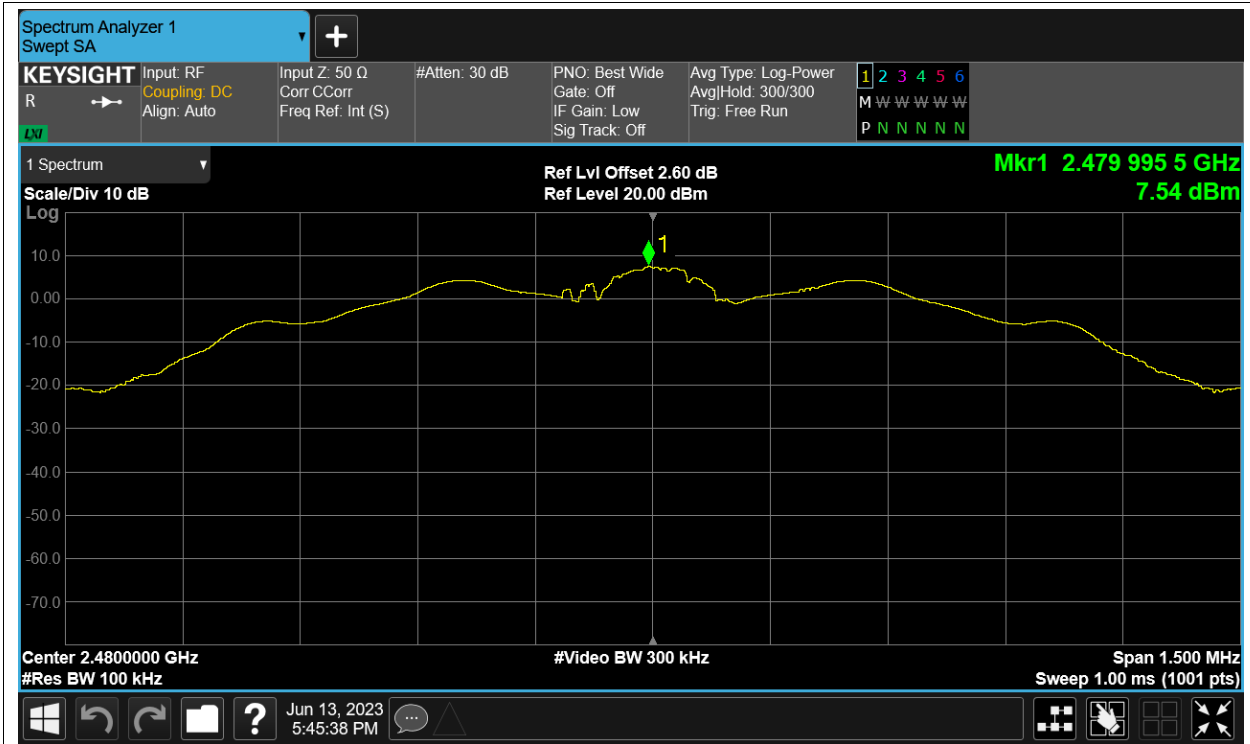 Spectrum Analyzer 1
Swept SA
+
KEYSIGHT
R
LXI
Input: RF
Coupling: DC
Align: Auto
Input Z: 50 Ω
Corr CCorr
Freq Ref: Int (S)
#Atten: 30 dB
PNO: Best Wide
Gate: Off
IF Gain: Low
Sig Track: Off
Avg Type: Log-Power
Avg|Hold: 300/300
Trig: Free Run
1 2 3 4 5 6
M W W W W W
P N N N N N
1 Spectrum
Scale/Div 10 dB
Log
Ref Lvl Offset 2.60 dB
Ref Level 20.00 dBm
Mkr1 2.479 995 5 GHz
7.54 dBm
1
10.0
0.00
-10.0
-20.0
-30.0
-40.0
-50.0
-60.0
-70.0
Center 2.4800000 GHz
#Res BW 100 kHz
#Video BW 300 kHz
Span 1.500 MHz
Sweep 1.00 ms (1001 pts)
?
Jun 13, 2023
5:45:38 PM